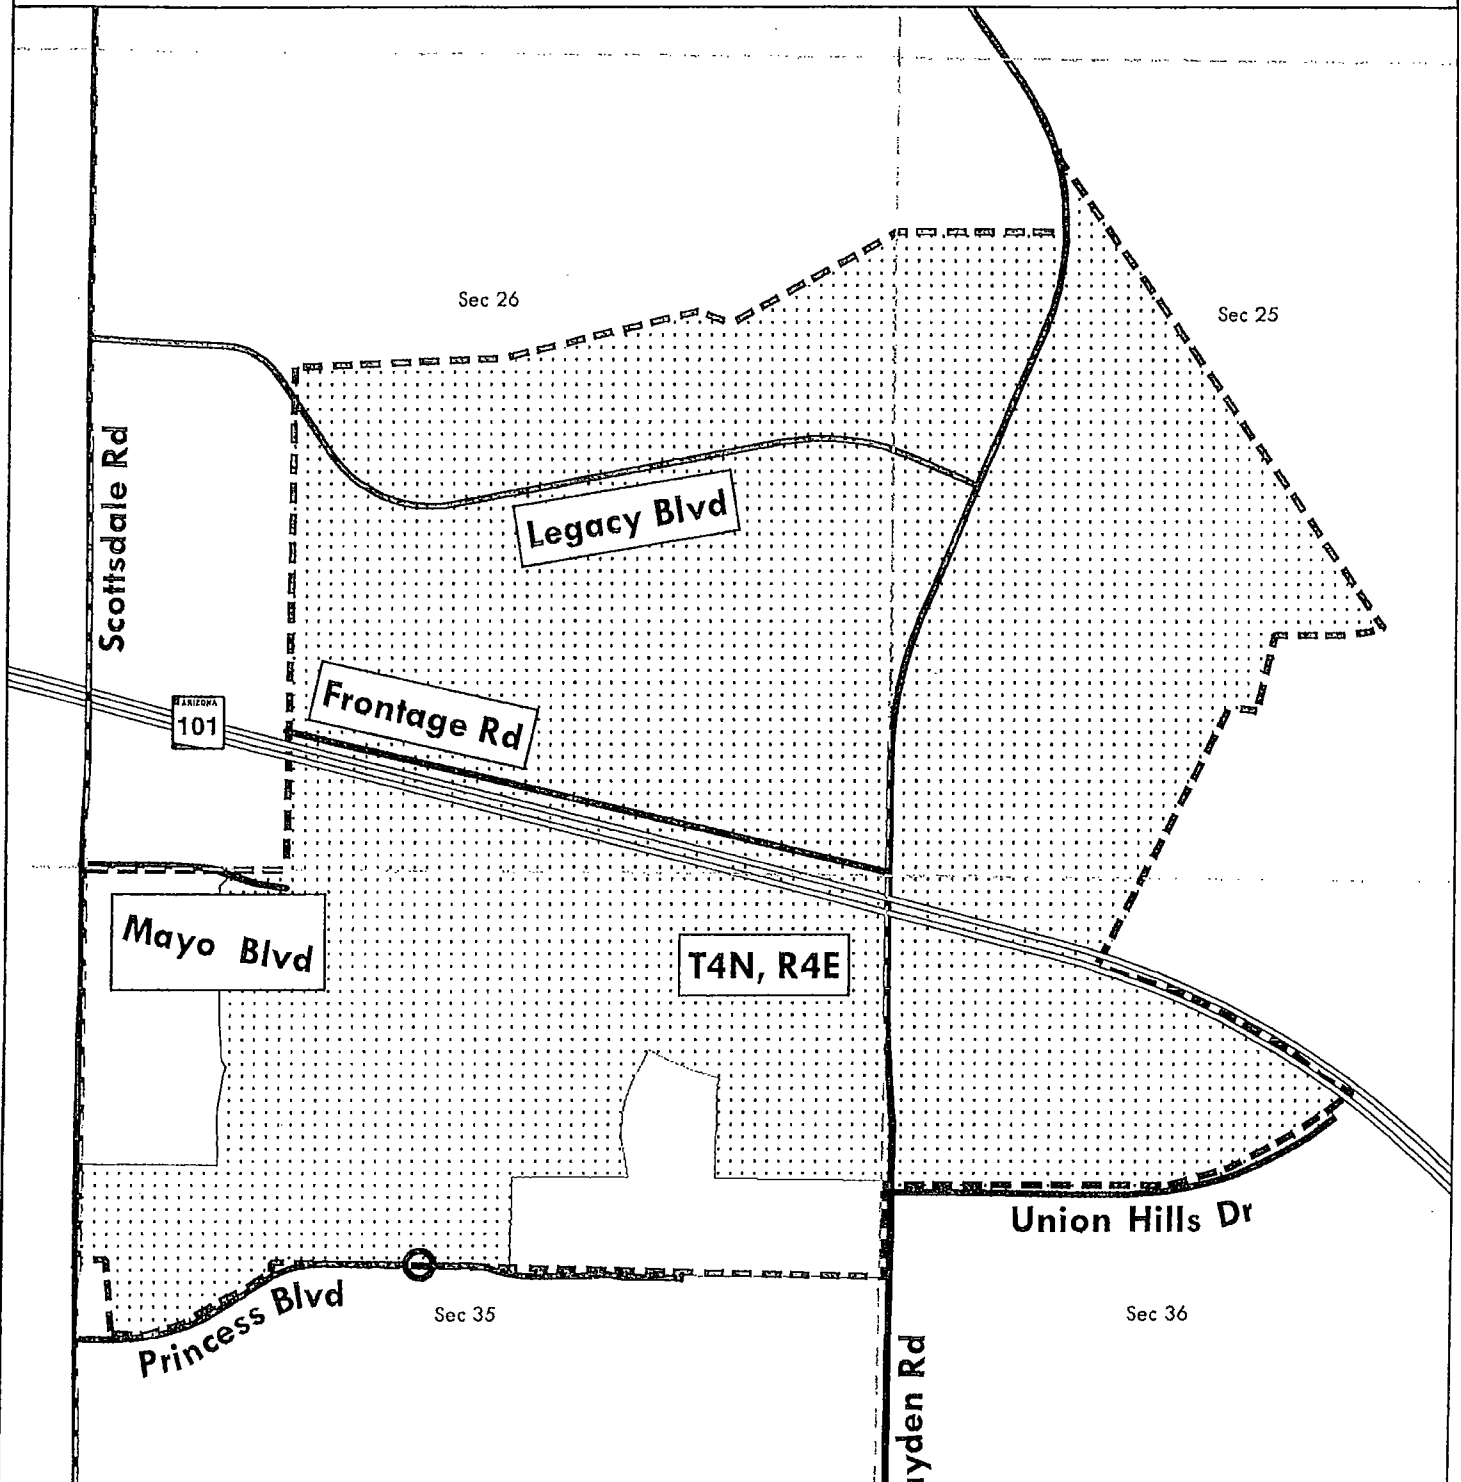 Sec 26
Sec 25
Scottsdale Rd
Legacy Blvd
Frontage Rd
ARIZONA
101
Mayo Blvd
T4N, R4E
Union Hills Dr
Princess Blvd
Sec 35
Sec 36
yden Rd